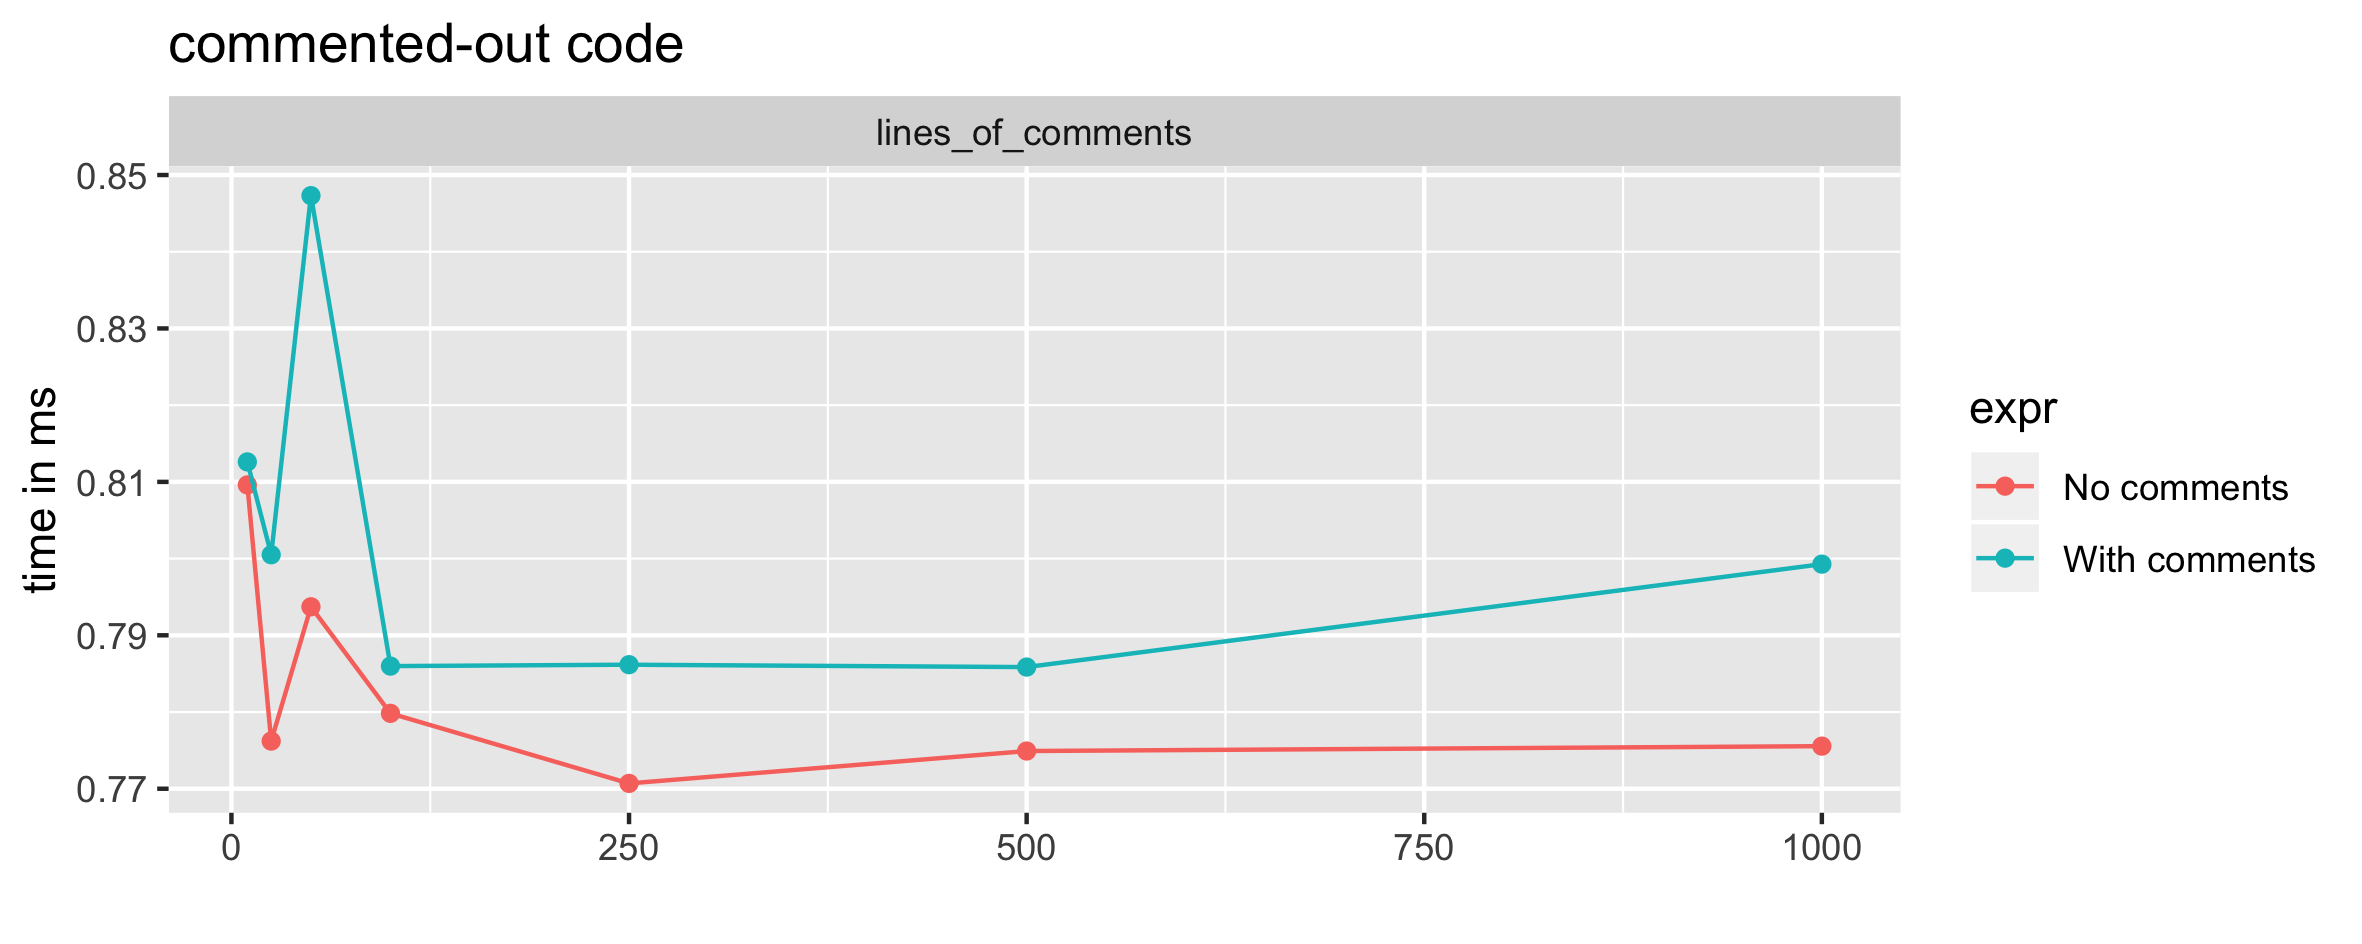 commented-out code
lines_of_comments
0.85
0.83
0.81
0.79
0.77
time in ms
0 250 500 750 1000
expr
No comments
With comments